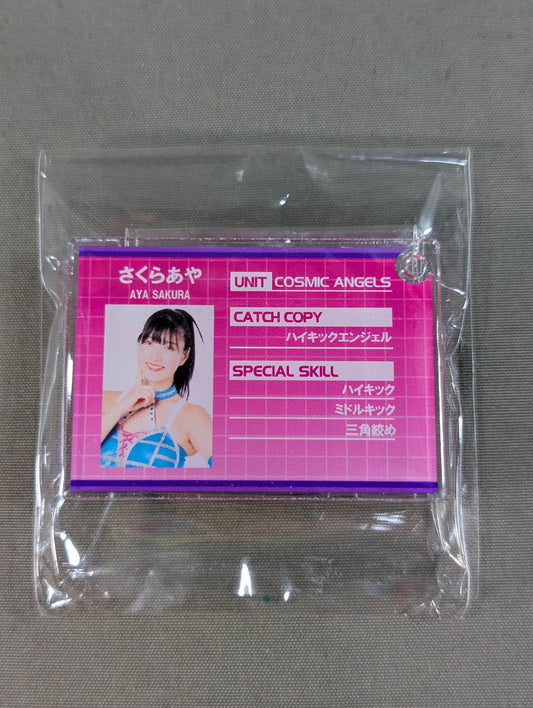 さくらあや
AYA SAKURA
UNIT COSMIC ANGELS
CATCH COPY
ハイキックエンジェル
SPECIAL SKILL
ハイキック
ミドルキック
三角絞め